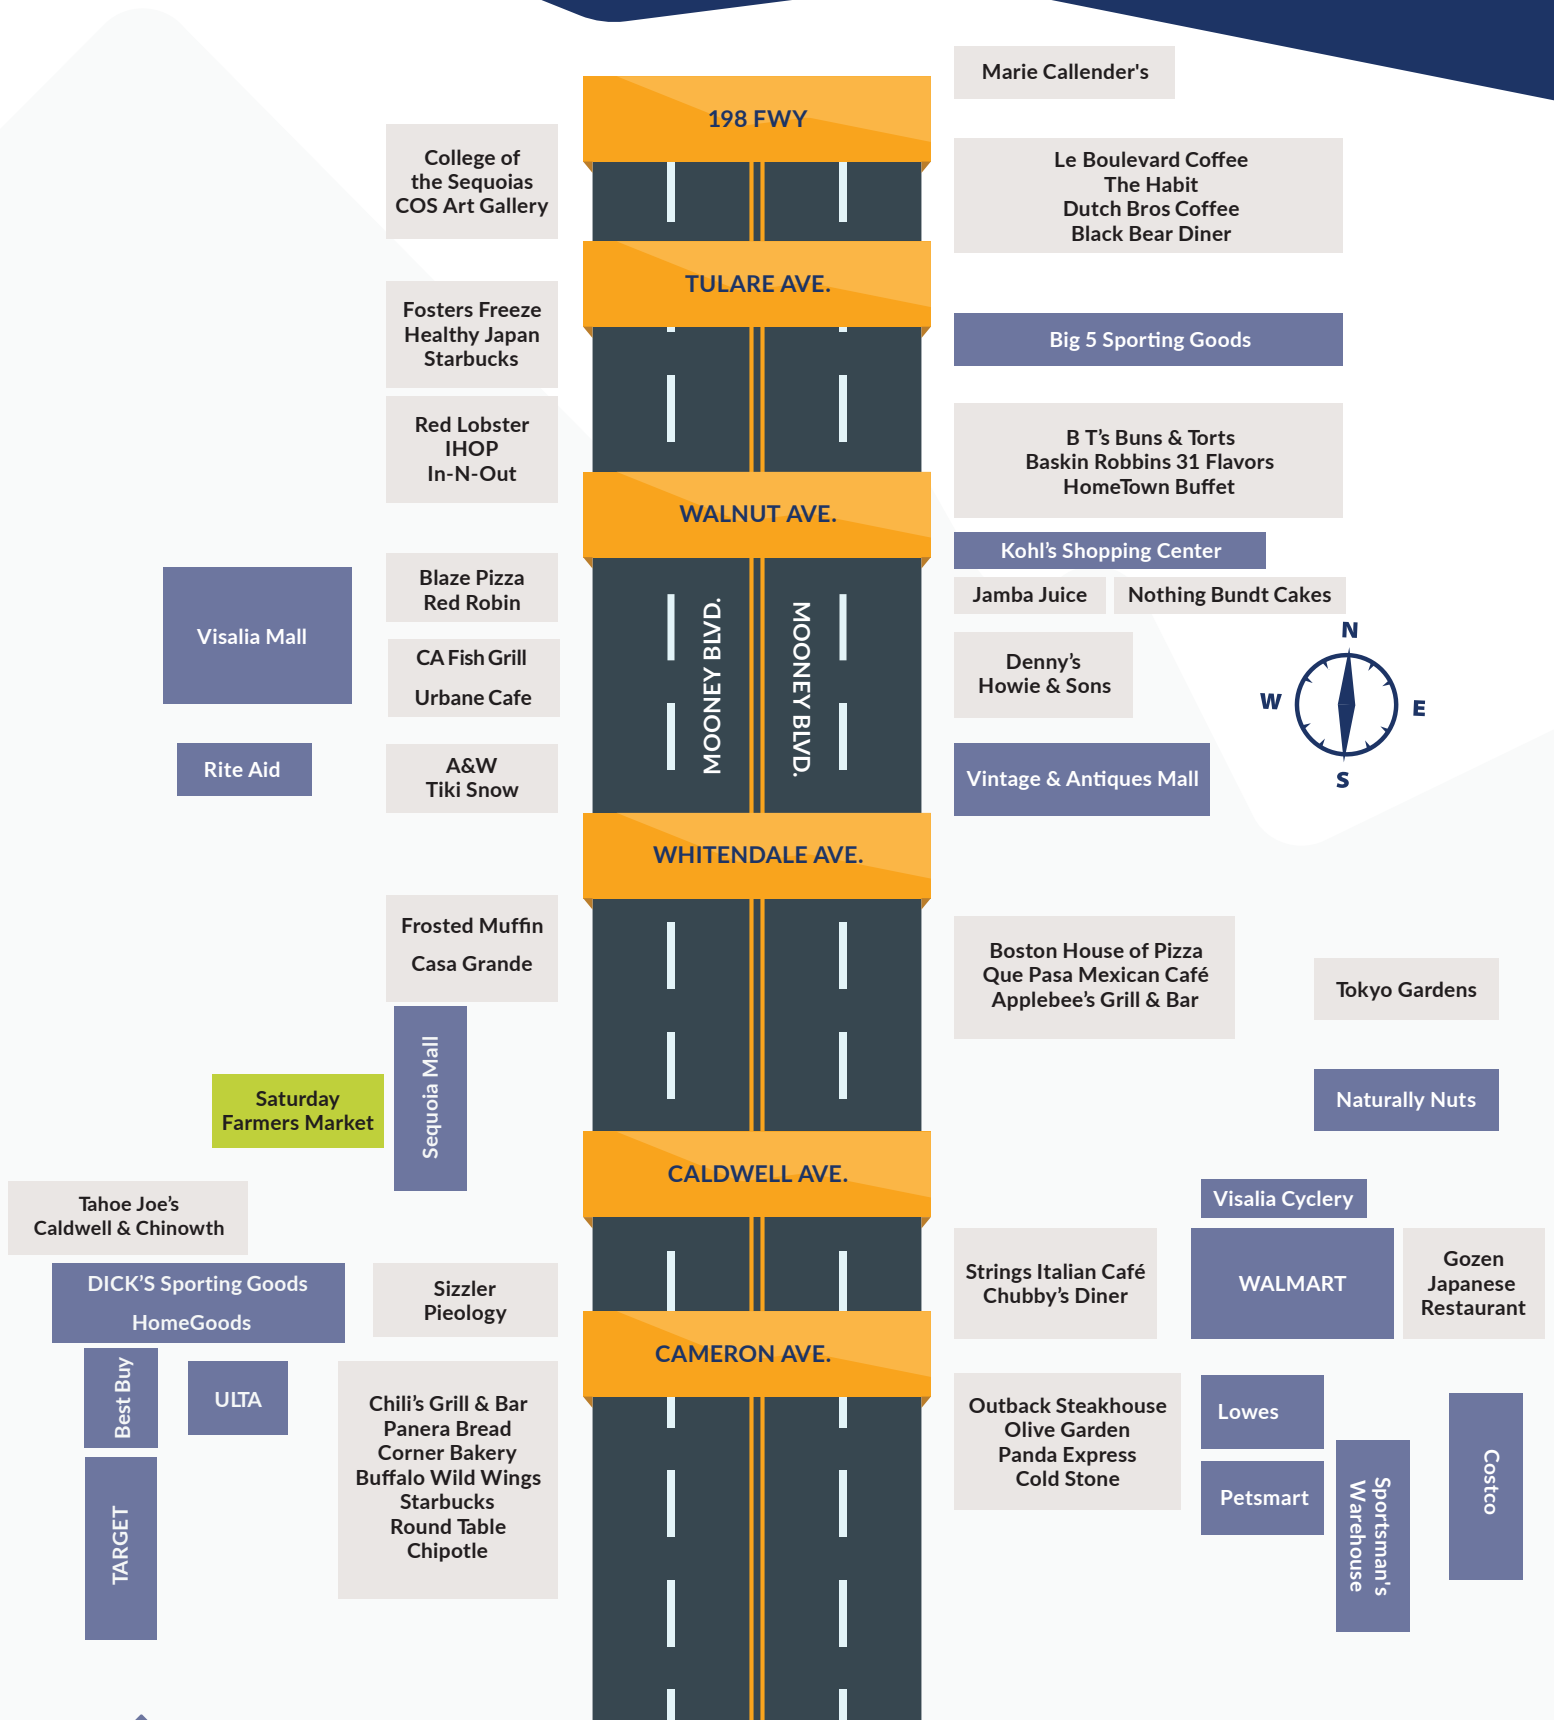 Marie Callender's
198 FWY
College of
the Sequoias
COS Art Gallery
Le Boulevard Coffee
The Habit
Dutch Bros Coffee
Black Bear Diner
TULARE AVE.
Fosters Freeze
Healthy Japan
Starbucks
Big 5 Sporting Goods
Red Lobster
IHOP
In-N-Out
B T’s Buns & Torts
Baskin Robbins 31 Flavors
HomeTown Buffet
WALNUT AVE.
Kohl’s Shopping Center
Jamba Juice
Nothing Bundt Cakes
Visalia Mall
Blaze Pizza
Red Robin
CA Fish Grill
Urbane Cafe
MOONEY BLVD.
MOONEY BLVD.
Denny’s
Howie & Sons
N
W
E
S
Rite Aid
A&W
Tiki Snow
Vintage & Antiques Mall
WHITENDALE AVE.
Frosted Muffin
Casa Grande
Boston House of Pizza
Que Pasa Mexican Café
Applebee’s Grill & Bar
Tokyo Gardens
Sequoia Mall
Saturday
Farmers Market
Naturally Nuts
CALDWELL AVE.
Tahoe Joe’s
Caldwell & Chinowth
Visalia Cyclery
DICK’S Sporting Goods
HomeGoods
Sizzler
Pieology
Strings Italian Café
Chubby’s Diner
WALMART
Gozen
Japanese
Restaurant
CAMERON AVE.
Best Buy
ULTA
TARGET
Chili’s Grill & Bar
Panera Bread
Corner Bakery
Buffalo Wild Wings
Starbucks
Round Table
Chipotle
Outback Steakhouse
Olive Garden
Panda Express
Cold Stone
Lowes
Petsmart
Sportsman's
Warehouse
Costco